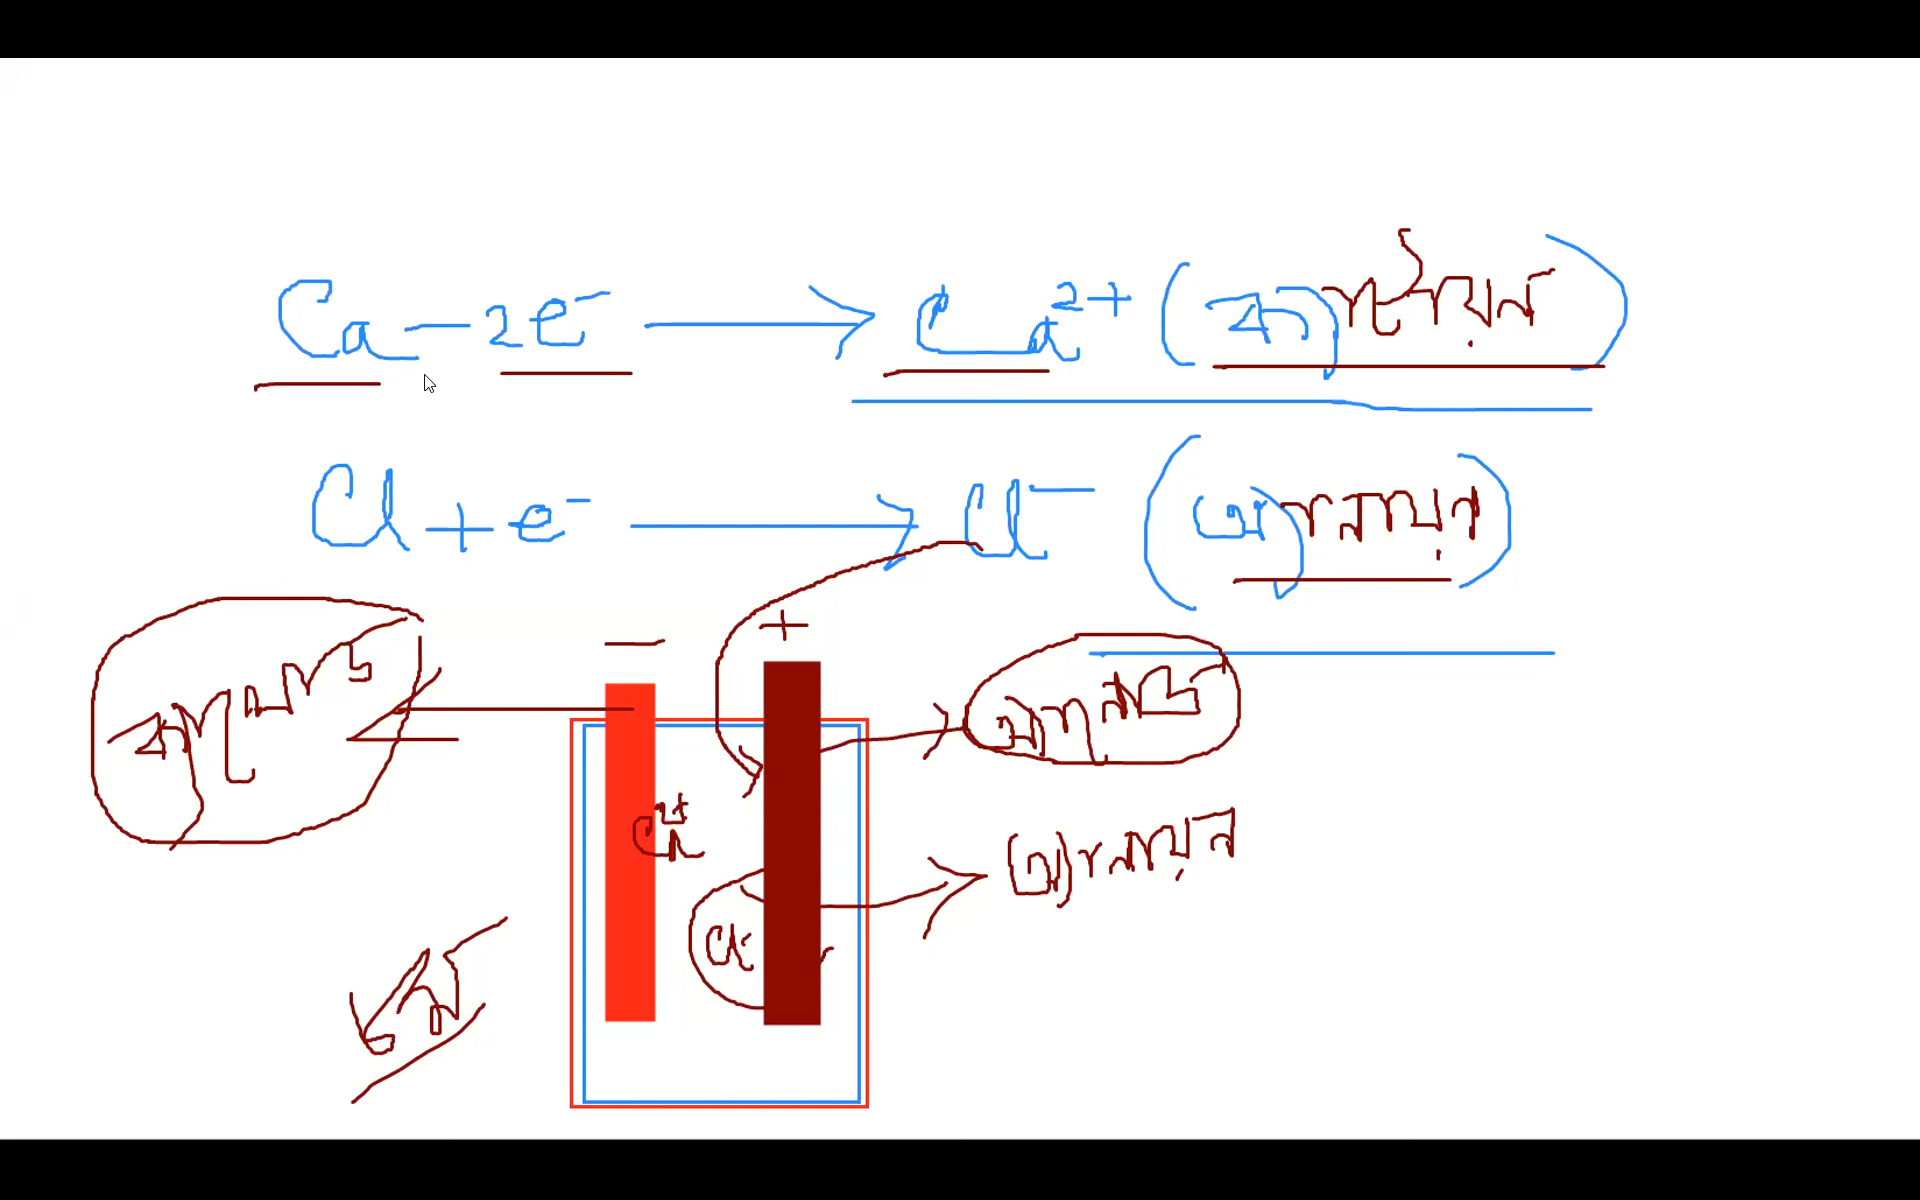 Ca - 2e⁻ → Ca²⁺ (ক্যাটায়ন)
Cl + e⁻ → Cl⁻ (অ্যানায়ন)
− +
ক্যাথোড
অ্যানোড
Ca²⁺
অ্যানায়ন
Cl⁻